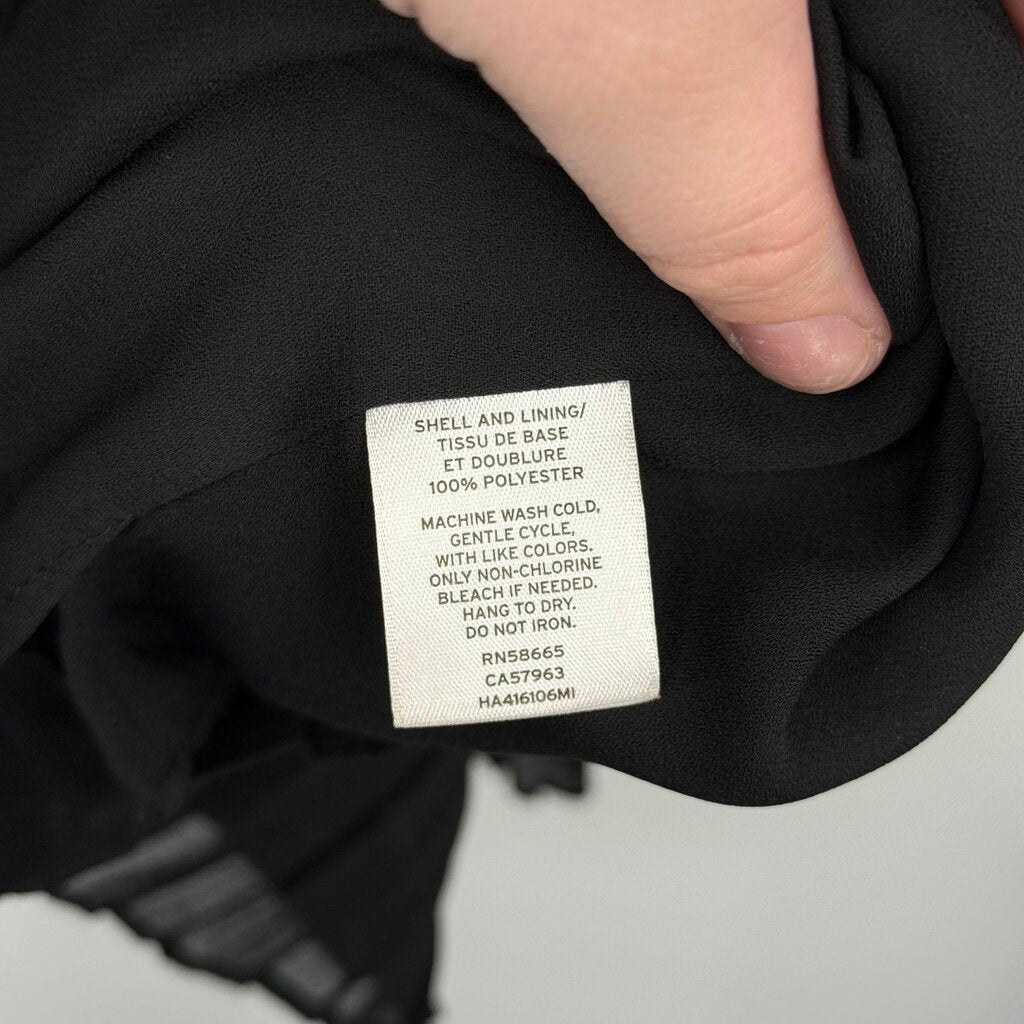 SHELL AND LINING/
TISSU DE BASE
ET DOUBLURE
100% POLYESTER
MACHINE WASH COLD,
GENTLE CYCLE,
WITH LIKE COLORS.
ONLY NON-CHLORINE
BLEACH IF NEEDED.
HANG TO DRY.
DO NOT IRON.
RN58665
CA57963
HA416106MI